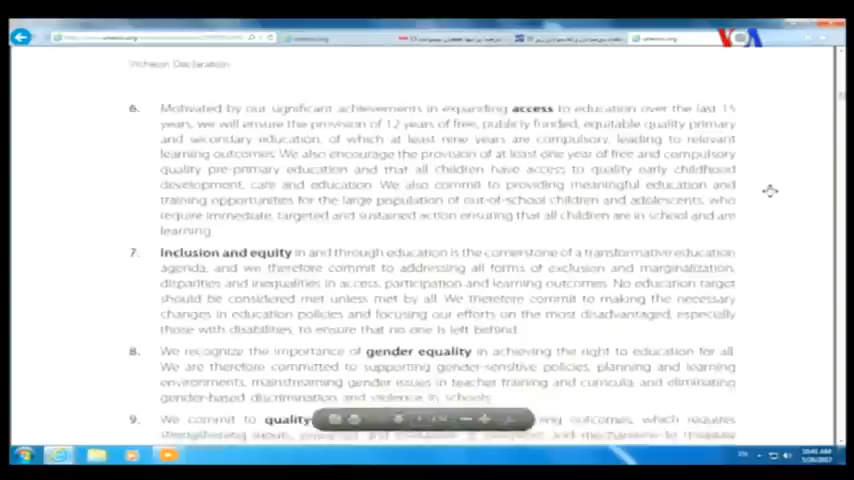 VOA
Incheon Declaration
6. Motivated by our significant achievements in expanding access to education over the last 15
years, we will ensure the provision of 12 years of free, publicly funded, equitable quality primary
and secondary education, of which at least nine years are compulsory, leading to relevant
learning outcomes. We also encourage the provision of at least one year of free and compulsory
quality pre-primary education and that all children have access to quality early childhood
development, care and education. We also commit to providing meaningful education and
training opportunities for the large population of out-of-school children and adolescents, who
require immediate, targeted and sustained action ensuring that all children are in school and are
learning.
7. Inclusion and equity in and through education is the cornerstone of a transformative education
agenda, and we therefore commit to addressing all forms of exclusion and marginalization,
disparities and inequalities in access, participation and learning outcomes. No education target
should be considered met unless met by all. We therefore commit to making the necessary
changes in education policies and focusing our efforts on the most disadvantaged, especially
those with disabilities, to ensure that no one is left behind.
8. We recognize the importance of gender equality in achieving the right to education for all.
We are therefore committed to supporting gender-sensitive policies, planning and learning
environments; mainstreaming gender issues in teacher training and curricula; and eliminating
gender-based discrimination and violence in schools.
9. We commit to quality ing outcomes, which requires
strengthening inputs, and mechanisms to
EN
10:41 AM